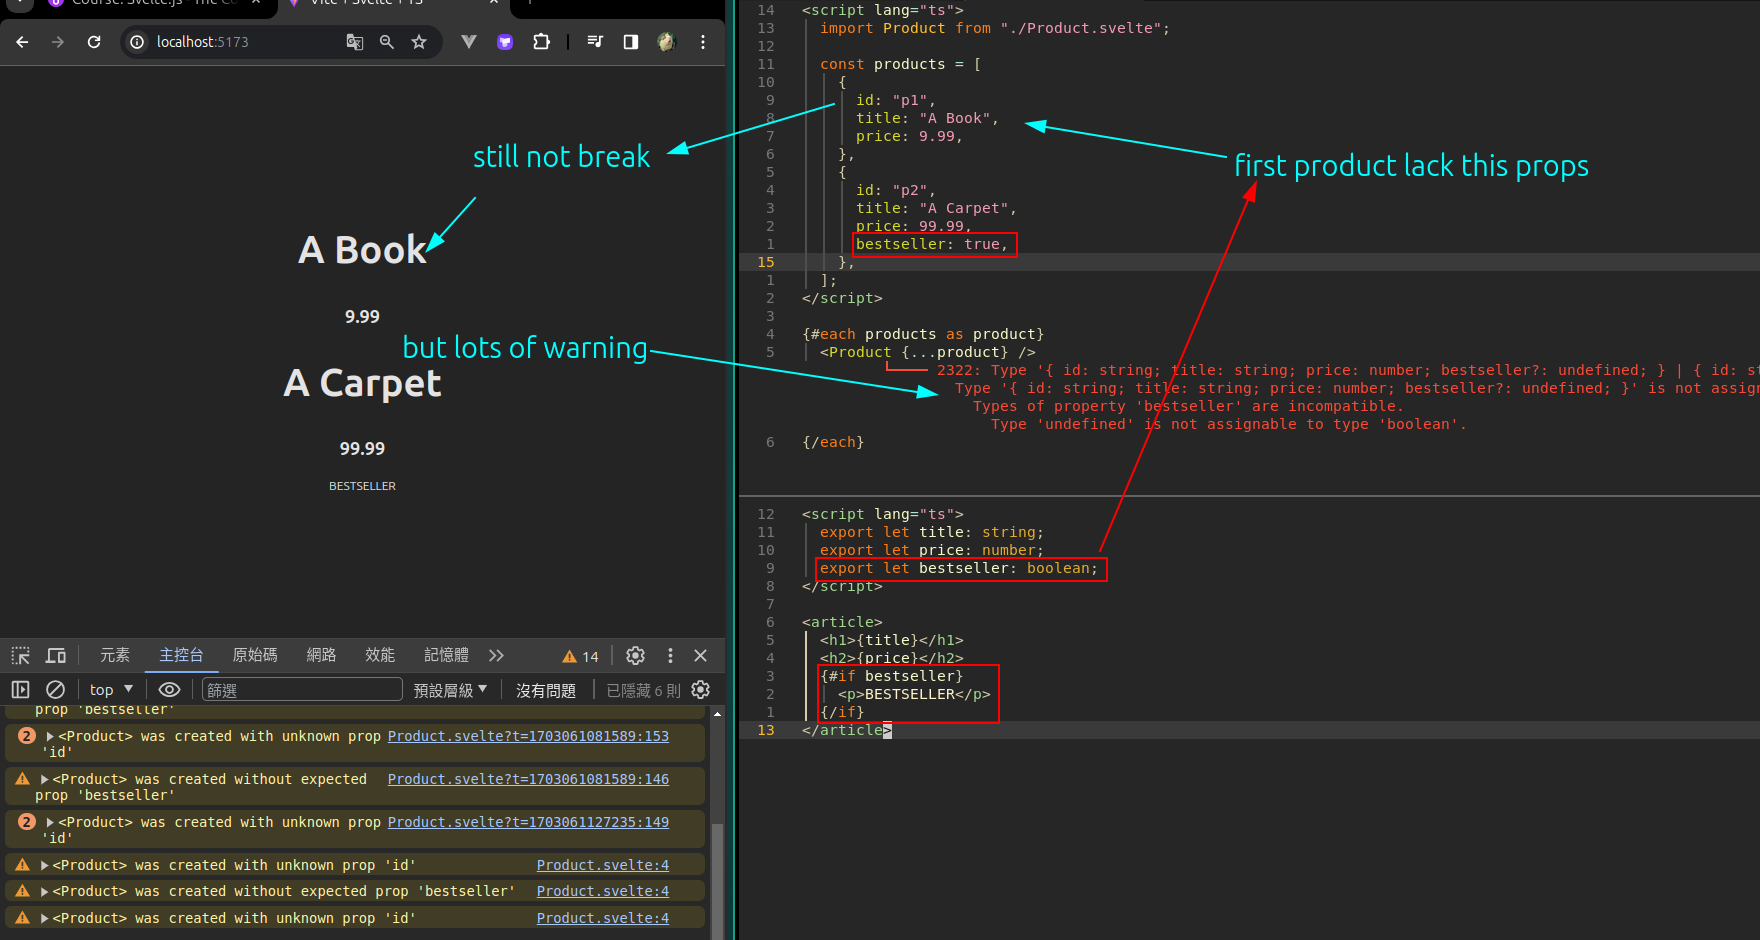 Course: Svelte.js - The Co
Vite + Svelte + TS
localhost:5173
still not break
A Book
9.99
but lots of warning
A Carpet
99.99
BESTSELLER
元素 主控台 原始碼 網路 效能 記憶體 14
top 篩選 預設層級 沒有問題 已隱藏 6 則
prop 'bestseller'
2 <Product> was created with unknown prop Product.svelte?t=1703061081589:153
'id'
<Product> was created without expected Product.svelte?t=1703061081589:146
prop 'bestseller'
2 <Product> was created with unknown prop Product.svelte?t=1703061127235:149
'id'
<Product> was created with unknown prop 'id' Product.svelte:4
<Product> was created without expected prop 'bestseller' Product.svelte:4
<Product> was created with unknown prop 'id' Product.svelte:4
14 <script lang="ts">
13 import Product from "./Product.svelte";
12
11 const products = [
10 {
9 id: "p1",
8 title: "A Book",
7 price: 9.99,
6 },
5 {
4 id: "p2",
3 title: "A Carpet",
2 price: 99.99,
1 bestseller: true,
15 },
1 ];
2 </script>
3
4 {#each products as product}
5 <Product {...product} />
2322: Type '{ id: string; title: string; price: number; bestseller?: undefined; } | { id: st
Type '{ id: string; title: string; price: number; bestseller?: undefined; }' is not assig
Types of property 'bestseller' are incompatible.
Type 'undefined' is not assignable to type 'boolean'.
6 {/each}
first product lack this props
12 <script lang="ts">
11 export let title: string;
10 export let price: number;
9 export let bestseller: boolean;
8 </script>
7
6 <article>
5 <h1>{title}</h1>
4 <h2>{price}</h2>
3 {#if bestseller}
2 <p>BESTSELLER</p>
1 {/if}
13 </article>